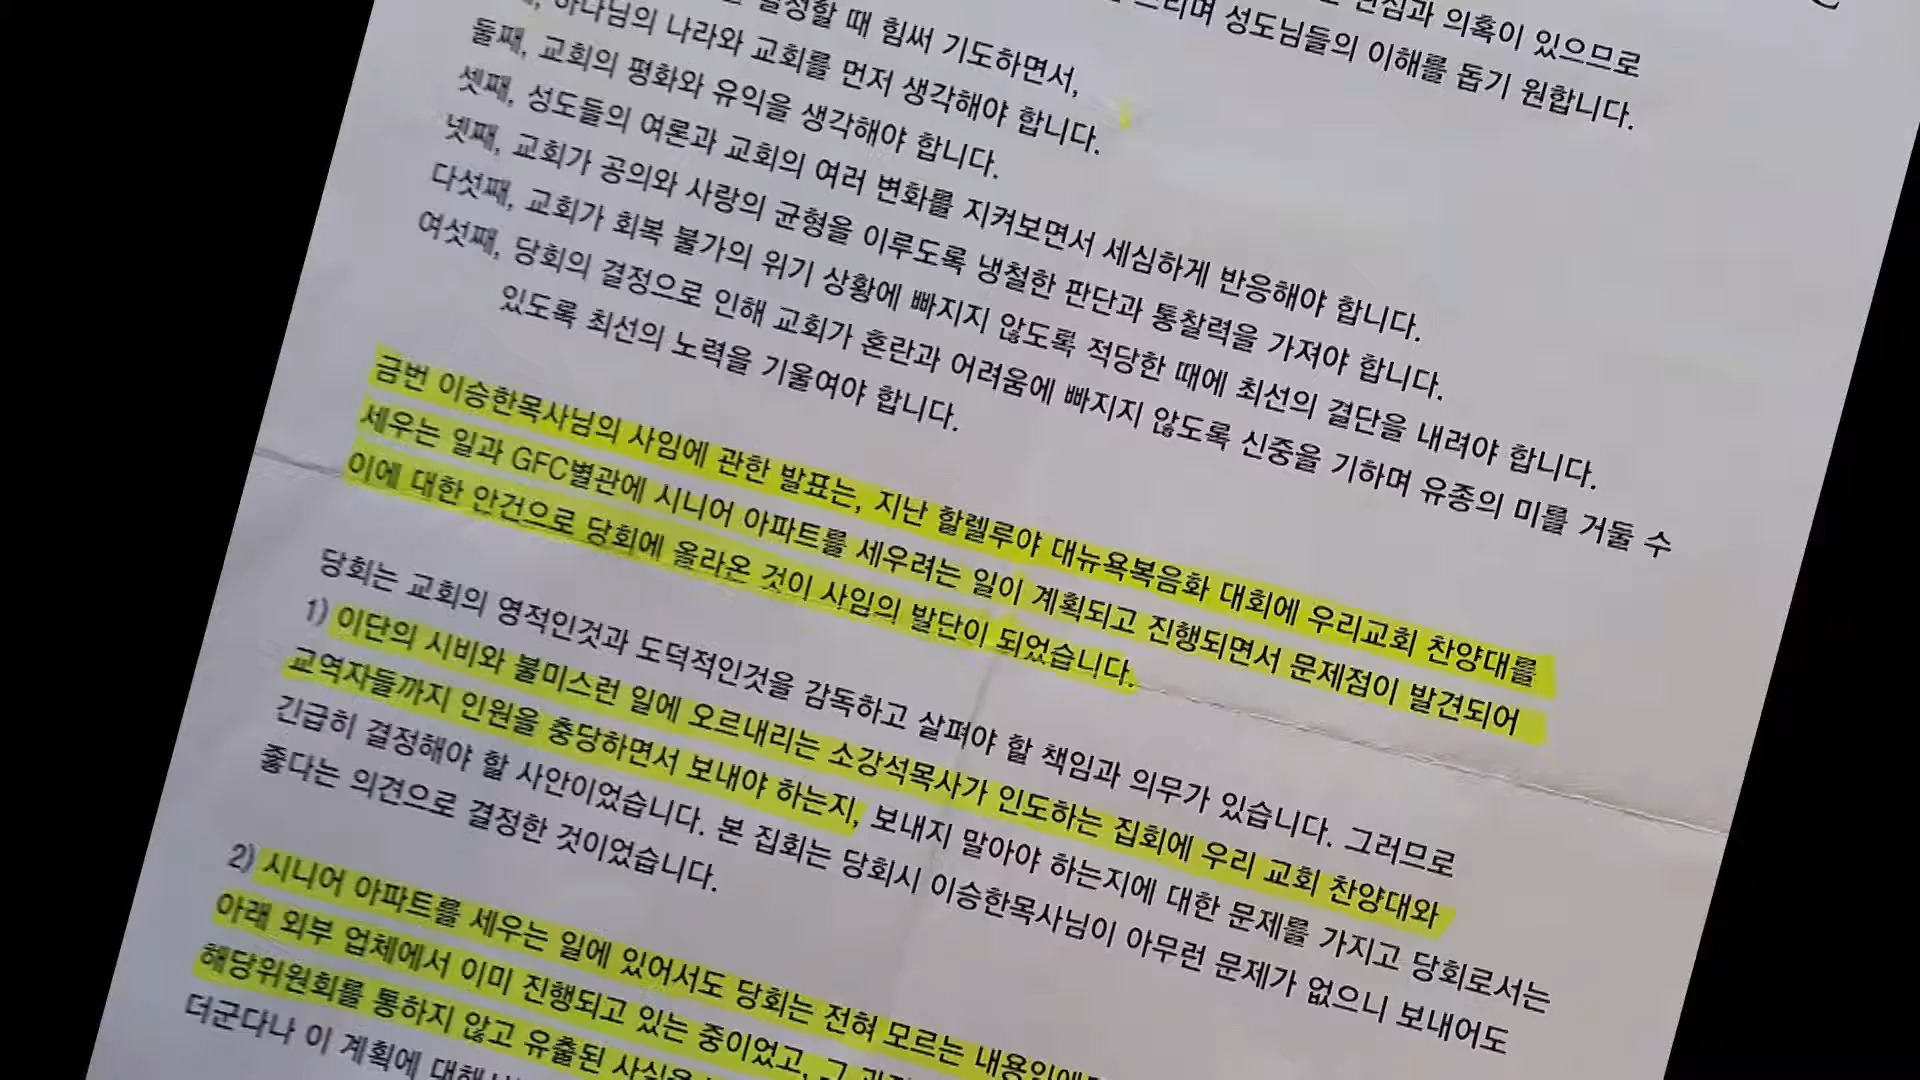 관심과 의혹이 있으므로
드리며 성도님들의 이해를 돕기 원합니다.
결정할 때 힘써 기도하면서,
하나님의 나라와 교회를 먼저 생각해야 합니다.
둘째, 교회의 평화와 유익을 생각해야 합니다.
셋째, 성도들의 여론과 교회의 여러 변화를 지켜보면서 세심하게 반응해야 합니다.
넷째, 교회가 공의와 사랑의 균형을 이루도록 냉철한 판단과 통찰력을 가져야 합니다.
다섯째, 교회가 회복 불가의 위기 상황에 빠지지 않도록 적당한 때에 최선의 결단을 내려야 합니다.
여섯째, 당회의 결정으로 인해 교회가 혼란과 어려움에 빠지지 않도록 신중을 기하며 유종의 미를 거둘 수
있도록 최선의 노력을 기울여야 합니다.
금번 이승한목사님의 사임에 관한 발표는, 지난 할렐루야 대뉴욕복음화 대회에 우리교회 찬양대를
세우는 일과 GFC별관에 시니어 아파트를 세우려는 일이 계획되고 진행되면서 문제점이 발견되어
이에 대한 안건으로 당회에 올라온 것이 사임의 발단이 되었습니다.
당회는 교회의 영적인것과 도덕적인것을 감독하고 살펴야 할 책임과 의무가 있습니다. 그러므로
1) 이단의 시비와 불미스런 일에 오르내리는 소강석목사가 인도하는 집회에 우리 교회 찬양대와
교역자들까지 인원을 충당하면서 보내야 하는지, 보내지 말아야 하는지에 대한 문제를 가지고 당회로서는
긴급히 결정해야 할 사안이었습니다. 본 집회는 당회시 이승한목사님이 아무런 문제가 없으니 보내어도
좋다는 의견으로 결정한 것이었습니다.
2) 시니어 아파트를 세우는 일에 있어서도 당회는 전혀 모르는
아래 외부 업체에서 이미 진행되고 있는 중이었고, 그
해당위원회를 통하지 않고 유출된 사실을
더군다나 이 계획에 대해